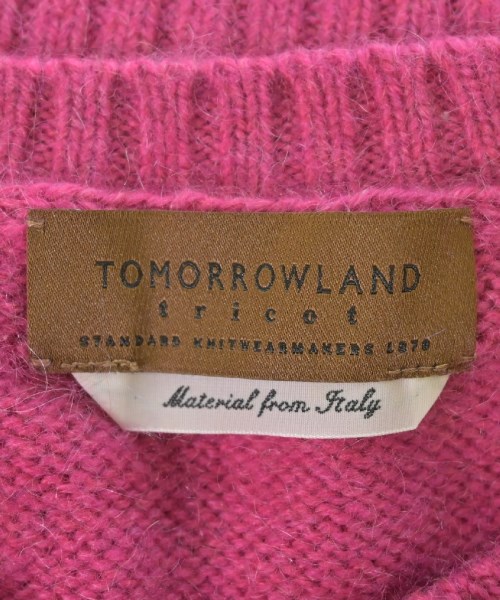 TOMORROWLAND
tricot
STANDARD KNITWEARMAKERS 1978
Material from Italy